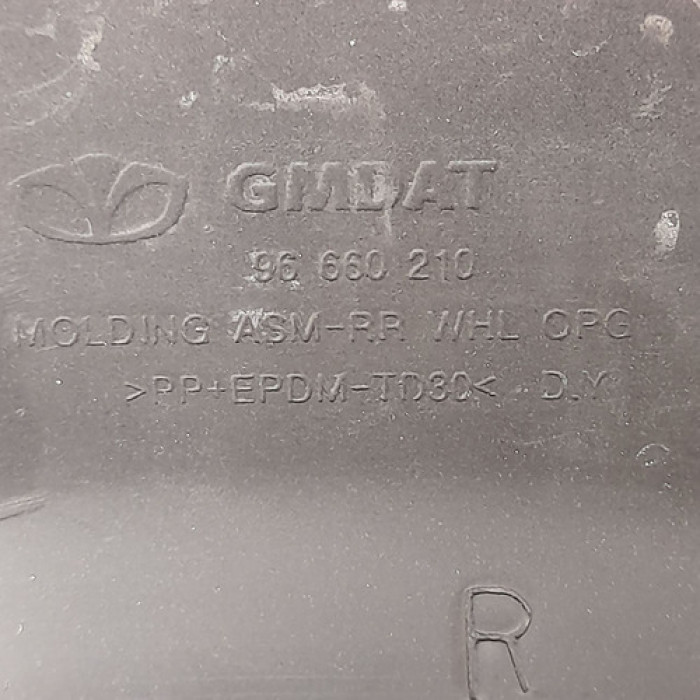 GMDAT
96 660 210
MOLDING ASM-RR WHL OPG
>PP+EPDM-TD30< D.Y
R